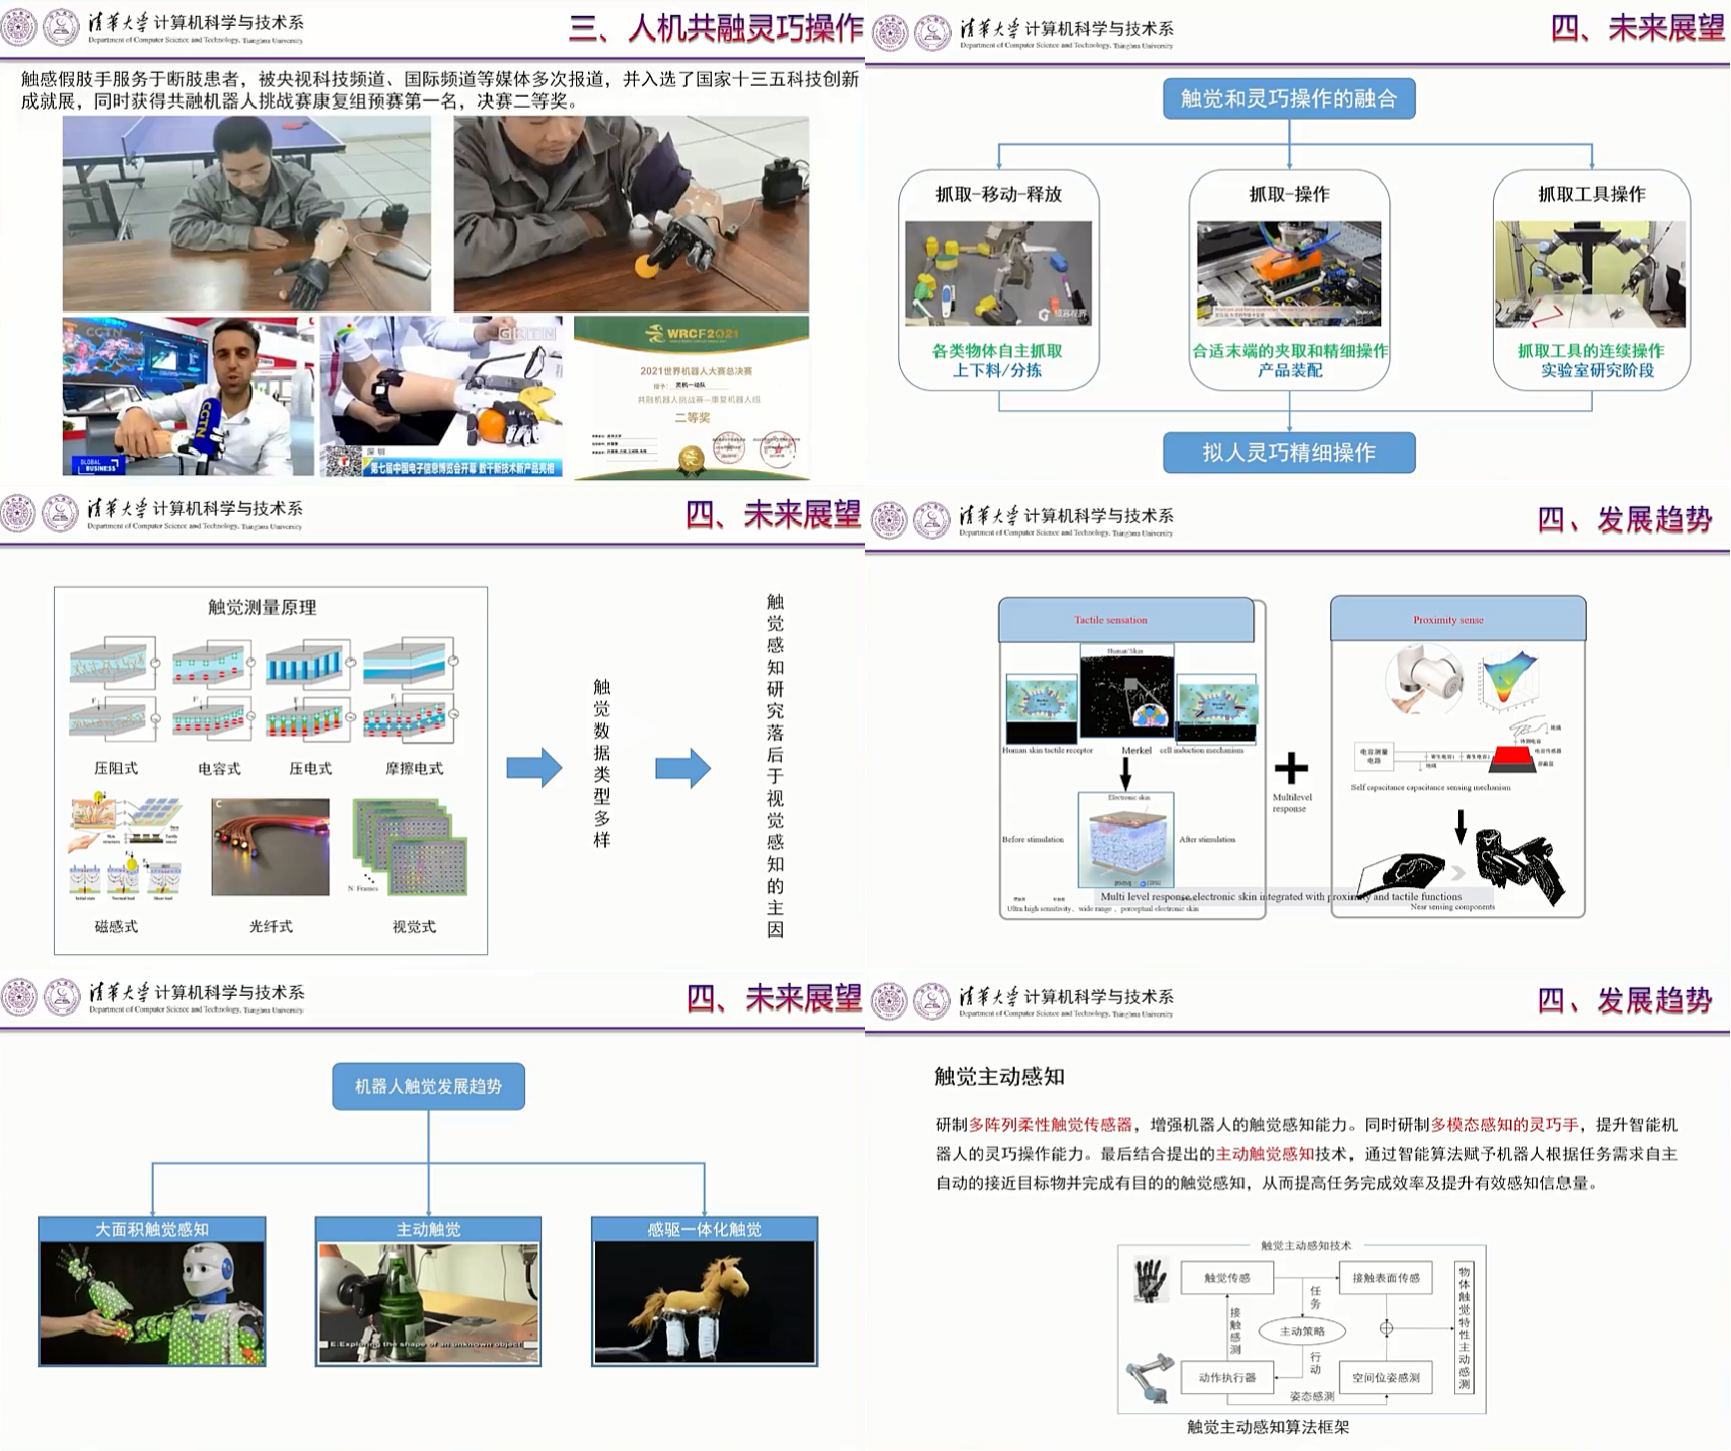 清华大学 计算机科学与技术系
Department of Computer Science and Technology, Tsinghua University
三、人机共融灵巧操作
触感假肢手服务于断肢患者，被央视科技频道、国际频道等媒体多次报道，并入选了国家十三五科技创新
成就展，同时获得共融机器人挑战赛康复组预赛第一名，决赛二等奖。
CGTN
CGTN
GLOBAL
BUSINESS
深圳
第七届中国电子信息博览会开幕 数千新技术新产品亮相
WRCF2021
2021世界机器人大赛总决赛
共融机器人挑战赛—康复机器人组
二等奖
清华大学 计算机科学与技术系
Department of Computer Science and Technology, Tsinghua University
四、未来展望
触觉和灵巧操作的融合
抓取-移动-释放
极客视界
各类物体自主抓取
上下料/分拣
抓取-操作
合适末端的夹取和精细操作
产品装配
抓取工具操作
抓取工具的连续操作
实验室研究阶段
拟人灵巧精细操作
清华大学 计算机科学与技术系
Department of Computer Science and Technology, Tsinghua University
四、未来展望
触觉测量原理
压阻式
电容式
压电式
摩擦电式
C
N Frames
磁感式
光纤式
视觉式
触觉数据类型多样
触觉感知研究落后于视觉感知的主因
清华大学 计算机科学与技术系
Department of Computer Science and Technology, Tsinghua University
四、发展趋势
Tactile sensation
Human Skin
Human skin tactile receptor
Merkel
cell induction mechanism
Electronic skin
Before stimulation
After stimulation
Ultra high sensitivity、wide range 、perceptual electronic skin
Multilevel
response
Proximity sense
电容测量
电路
Self capacitance capacitance sensing mechanism
Multi level response electronic skin integrated with proximity and tactile functions
Near sensing components
清华大学 计算机科学与技术系
Department of Computer Science and Technology, Tsinghua University
四、未来展望
机器人触觉发展趋势
大面积触觉感知
主动触觉
E:Exploring the shape of an unknown object
感驱一体化触觉
清华大学 计算机科学与技术系
Department of Computer Science and Technology, Tsinghua University
四、发展趋势
触觉主动感知
研制多阵列柔性触觉传感器，增强机器人的触觉感知能力。同时研制多模态感知的灵巧手，提升智能机
器人的灵巧操作能力。最后结合提出的主动触觉感知技术，通过智能算法赋予机器人根据任务需求自主
自动的接近目标物并完成有目的的触觉感知，从而提高任务完成效率及提升有效感知信息量。
触觉主动感知技术
触觉传感
接触表面传感
任务
接触感测
主动策略
行动
动作执行器
空间位姿感测
姿态感测
物体触觉特性主动感测
触觉主动感知算法框架